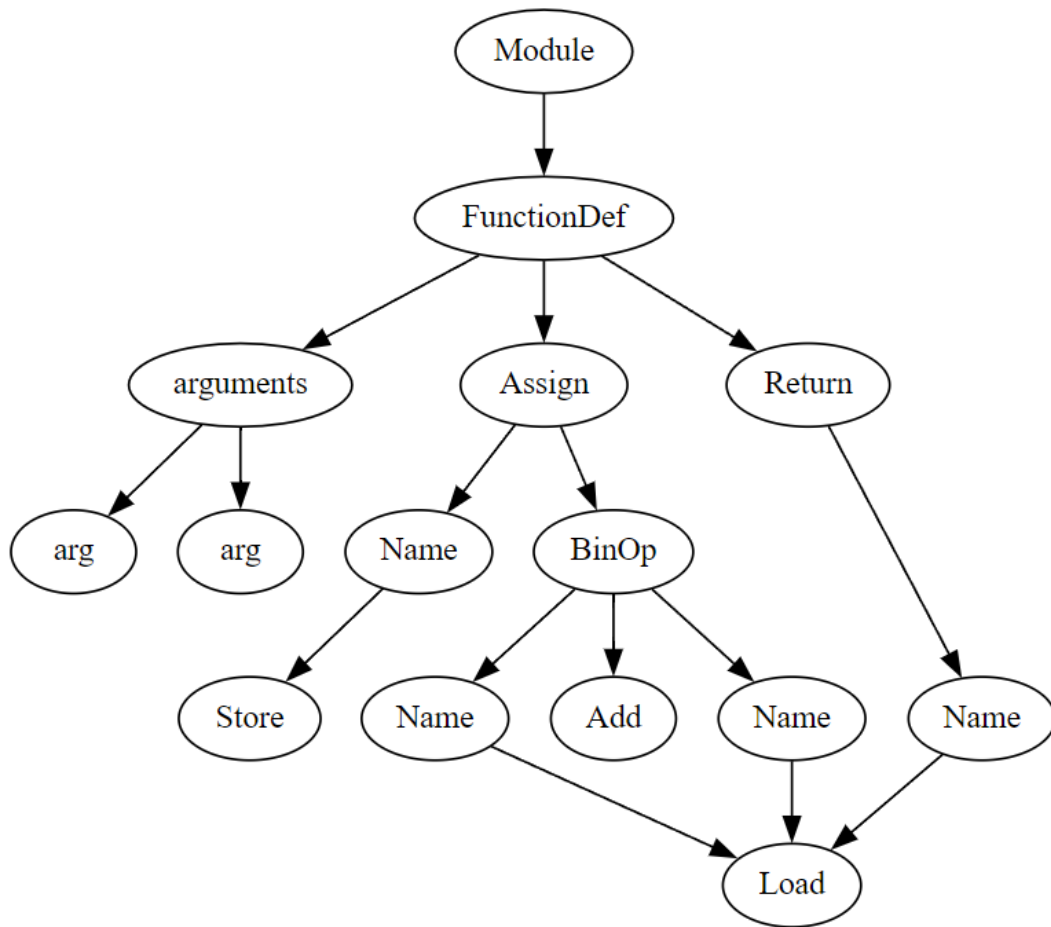 Module
FunctionDef
arguments
Assign
Return
arg
arg
Name
BinOp
Store
Name
Add
Name
Name
Load